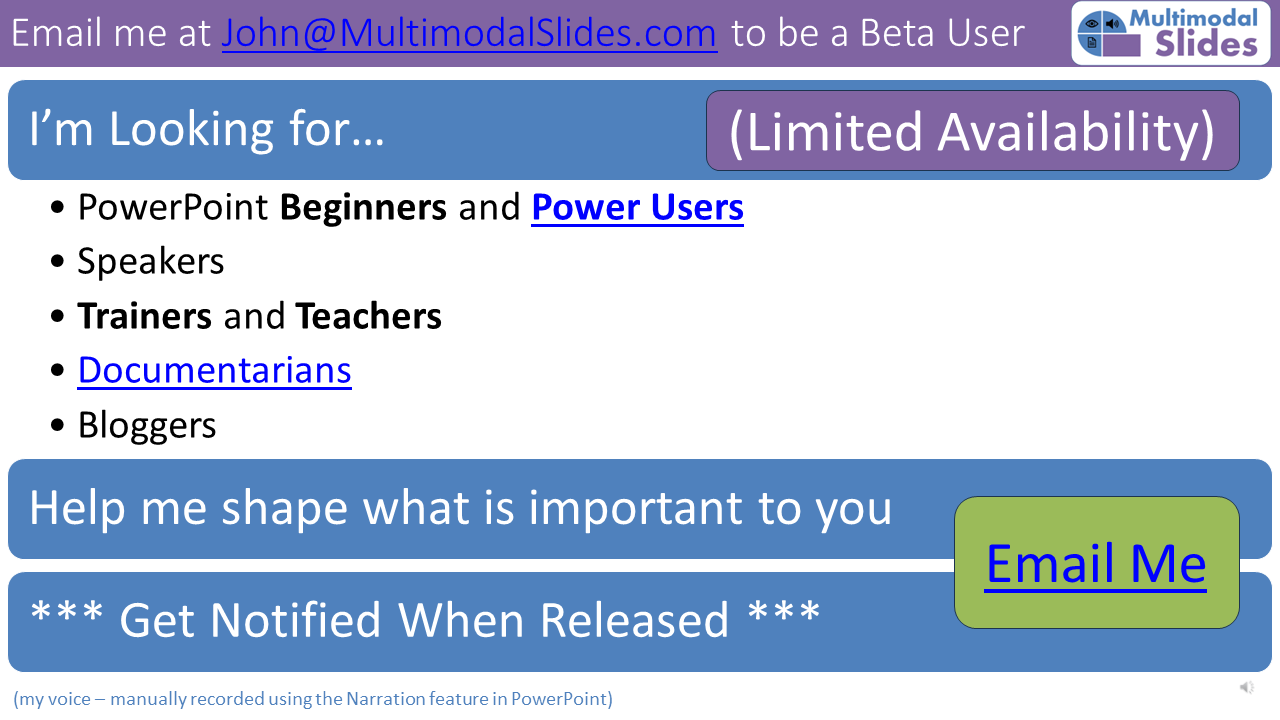 Email me at John@MultimodalSlides.com to be a Beta User
Multimodal
Slides
I’m Looking for…
(Limited Availability)
• PowerPoint Beginners and Power Users
• Speakers
• Trainers and Teachers
• Documentarians
• Bloggers
Help me shape what is important to you
Email Me
*** Get Notified When Released ***
(my voice – manually recorded using the Narration feature in PowerPoint)